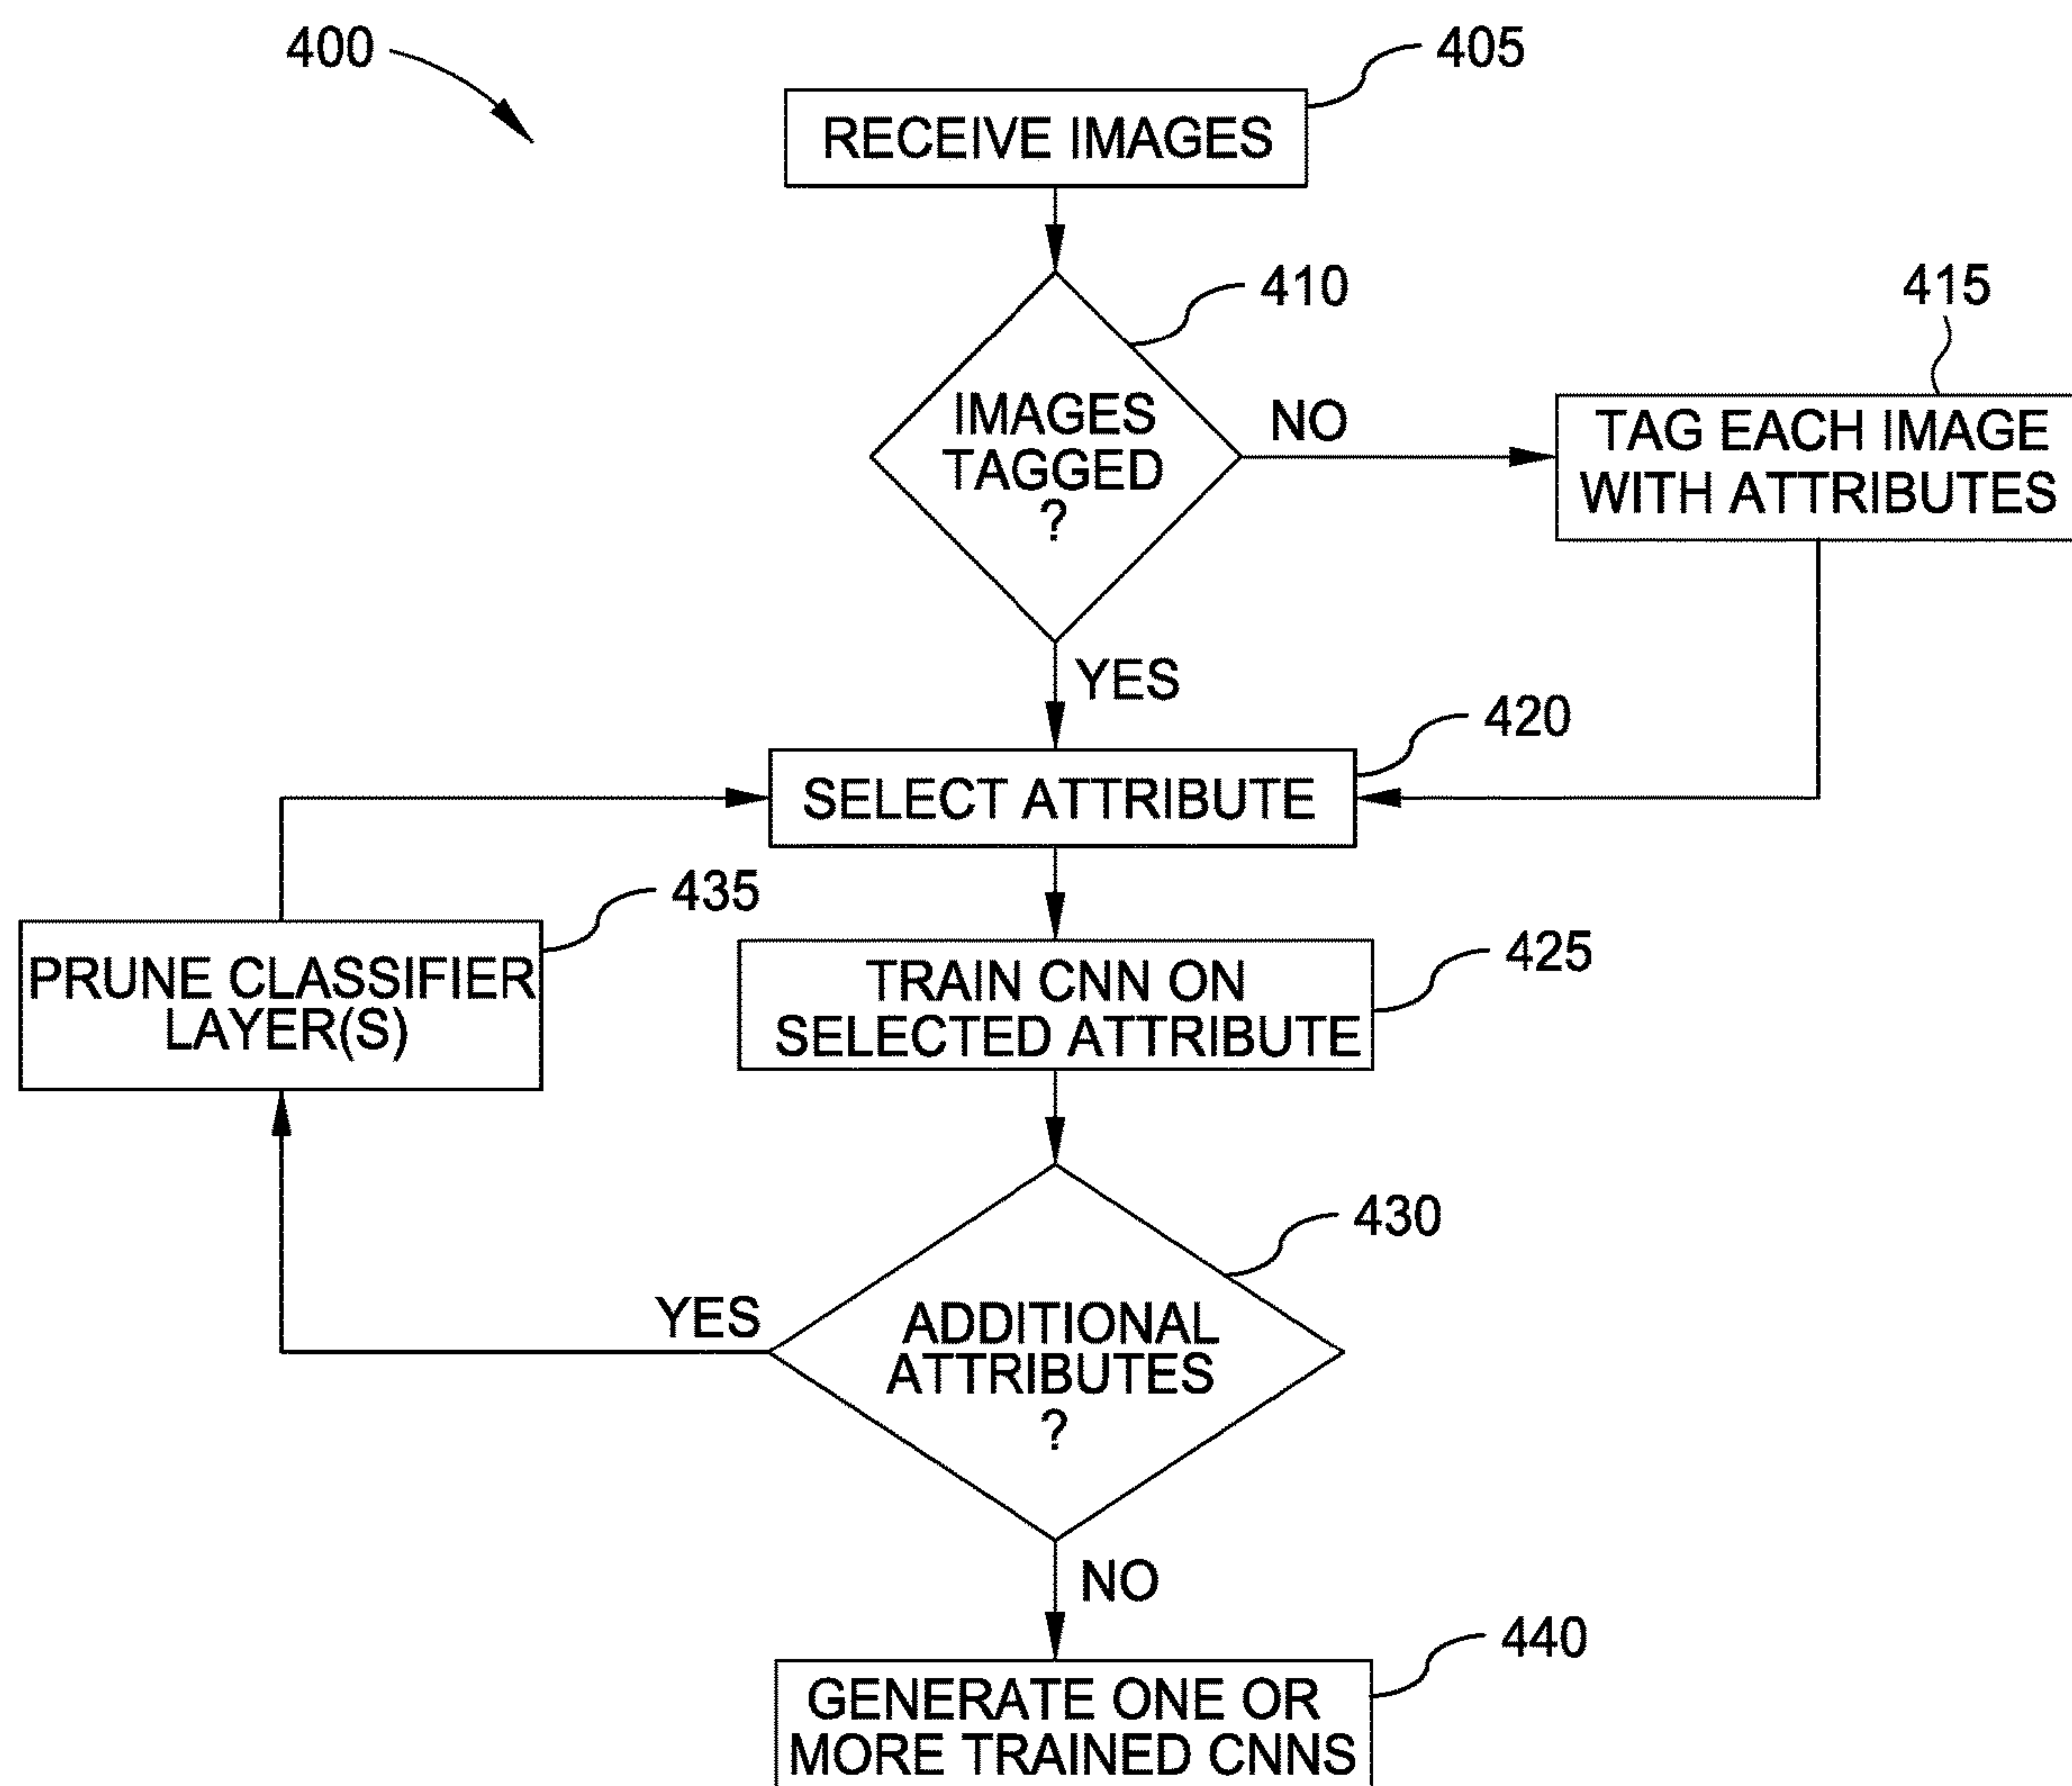 400
405
RECEIVE IMAGES
410
415
IMAGES
TAGGED
?
NO
TAG EACH IMAGE
WITH ATTRIBUTES
YES
420
SELECT ATTRIBUTE
435
PRUNE CLASSIFIER
LAYER(S)
425
TRAIN CNN ON
SELECTED ATTRIBUTE
430
YES
ADDITIONAL
ATTRIBUTES
?
NO
440
GENERATE ONE OR
MORE TRAINED CNNS